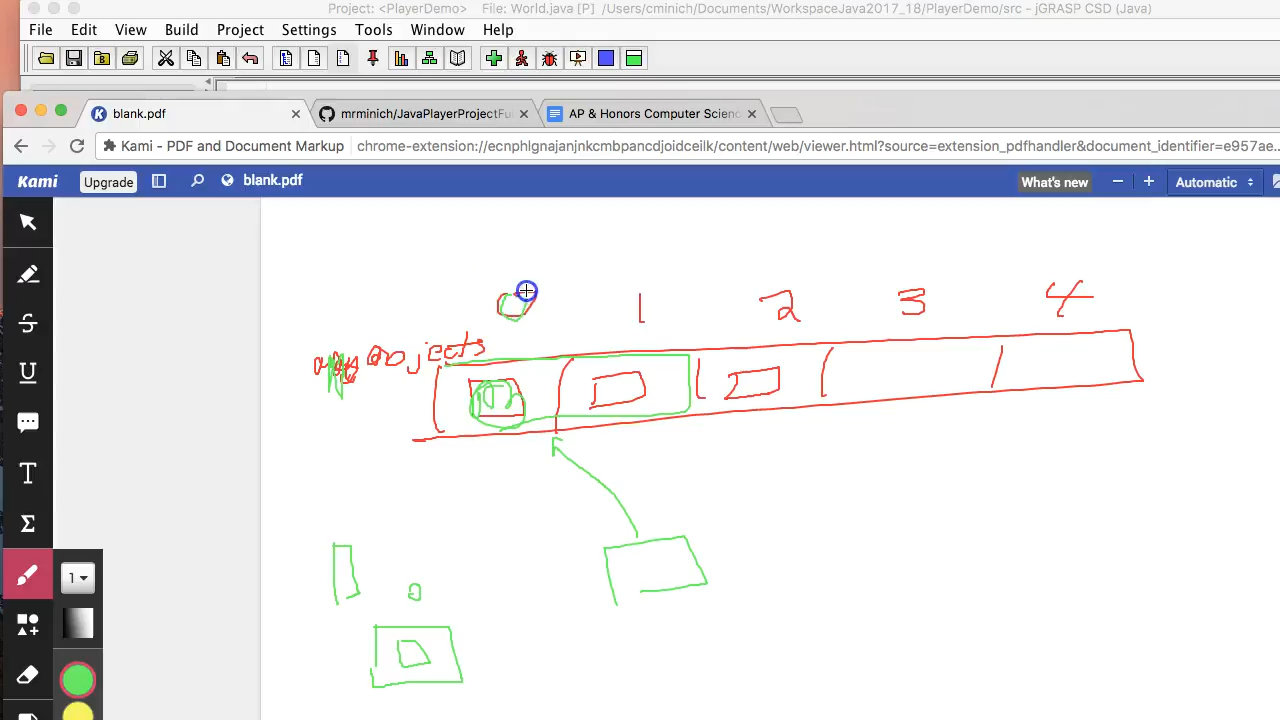 Project: <PlayerDemo> File: World.java [P] /Users/cminich/Documents/WorkspaceJava2017_18/PlayerDemo/src - jGRASP CSD (Java)
File Edit View Build Project Settings Tools Window Help
blank.pdf mrminich/JavaPlayerProjectFu AP & Honors Computer Scienc
Kami - PDF and Document Markup chrome-extension://ecnphlgnajanjnkcmbpancdjoidceilk/content/web/viewer.html?source=extension_pdfhandler&document_identifier=e957ae...
Kami Upgrade blank.pdf What's new − + Automatic
0 1 2 3 4
T
Σ
1